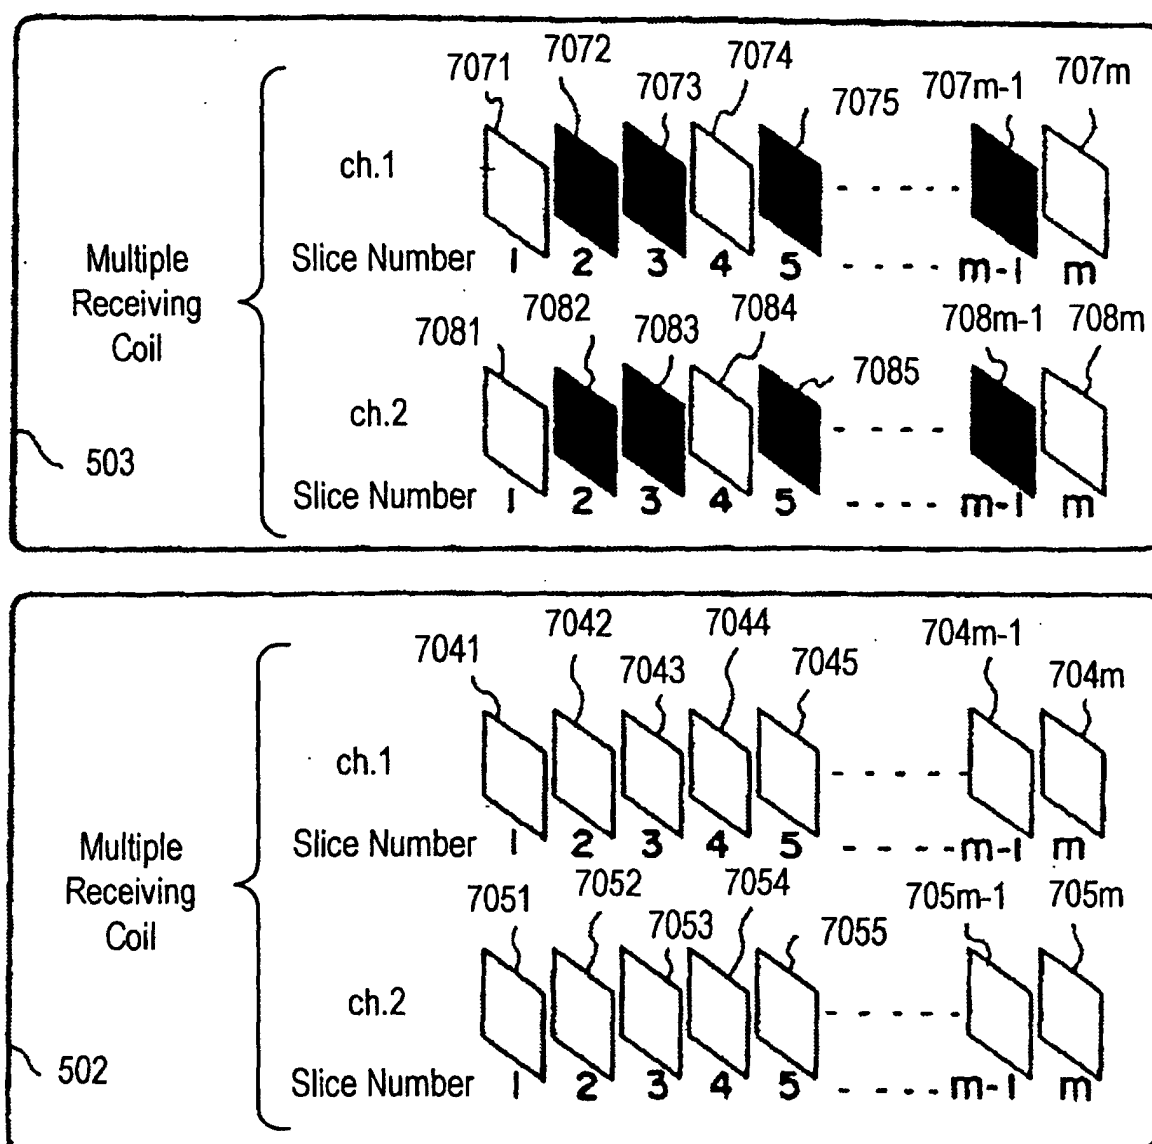 7071 7072 7073 7074 7075 707m-1 707m
ch.1
Slice Number 1 2 3 4 5 m-1 m
Multiple
Receiving
Coil
7081 7082 7083 7084 7085 708m-1 708m
ch.2
503
Slice Number 1 2 3 4 5 m-1 m
7041 7042 7043 7044 7045 704m-1 704m
ch.1
Slice Number 1 2 3 4 5 m-1 m
Multiple
Receiving
Coil
7051 7052 7053 7054 7055 705m-1 705m
ch.2
502
Slice Number 1 2 3 4 5 m-1 m